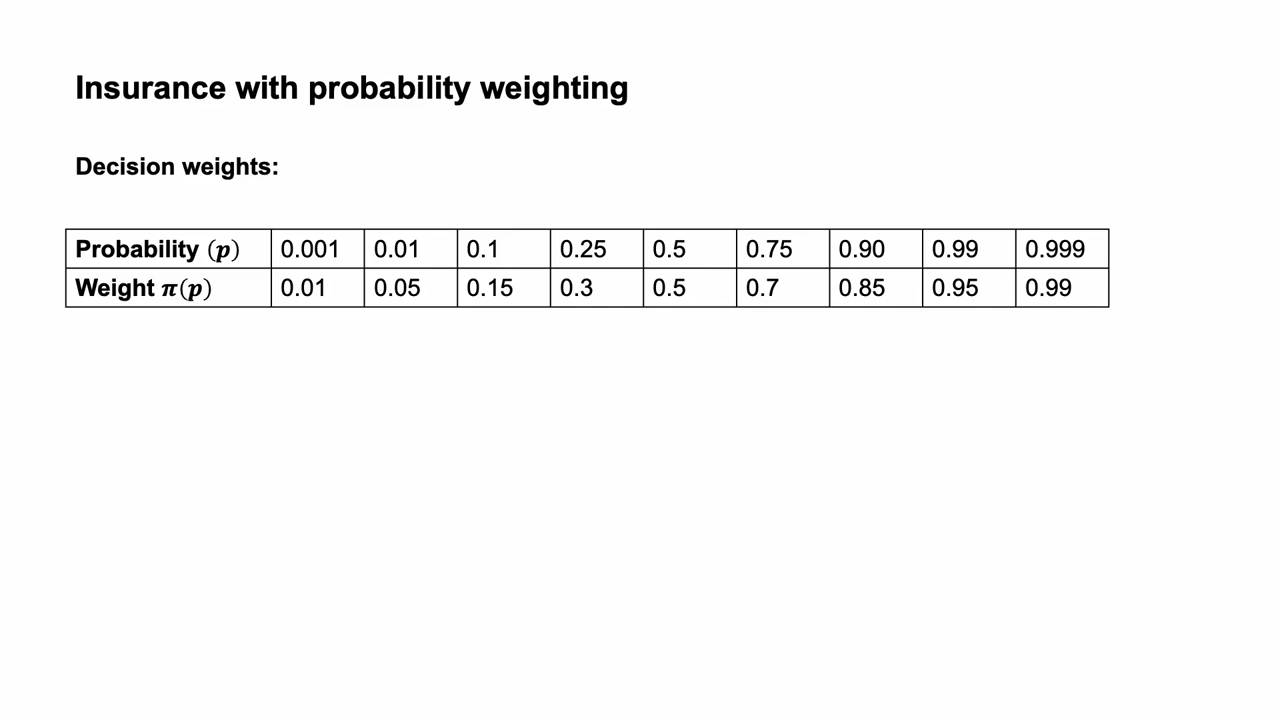 Insurance with probability weighting
Decision weights:
Probability (p) 0.001 0.01 0.1 0.25 0.5 0.75 0.90 0.99 0.999
Weight π(p) 0.01 0.05 0.15 0.3 0.5 0.7 0.85 0.95 0.99